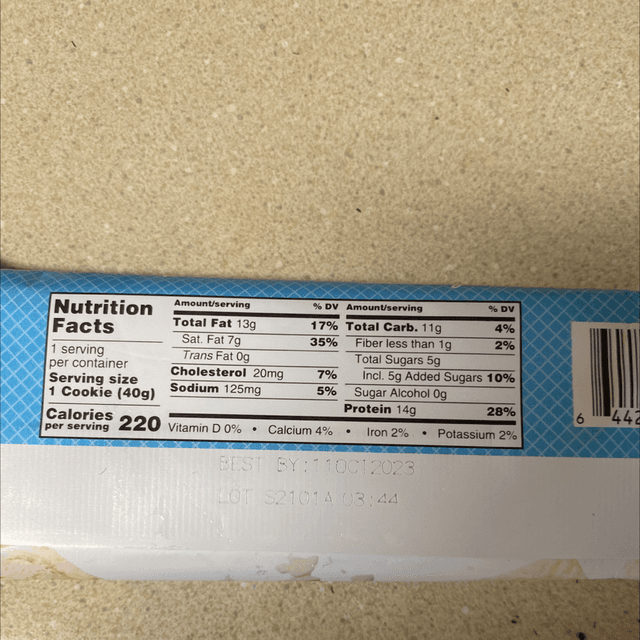 Nutrition
Facts
1 serving
per container
Serving size
1 Cookie (40g)
Calories
per serving 220
Amount/serving % DV
Total Fat 13g 17%
Sat. Fat 7g 35%
Trans Fat 0g
Cholesterol 20mg 7%
Sodium 125mg 5%
Amount/serving % DV
Total Carb. 11g 4%
Fiber less than 1g 2%
Total Sugars 5g
Incl. 5g Added Sugars 10%
Sugar Alcohol 0g
Protein 14g 28%
Vitamin D 0% • Calcium 4% • Iron 2% • Potassium 2%
6 442
BEST BY:11OCT2023
LOT S2101A 03:44